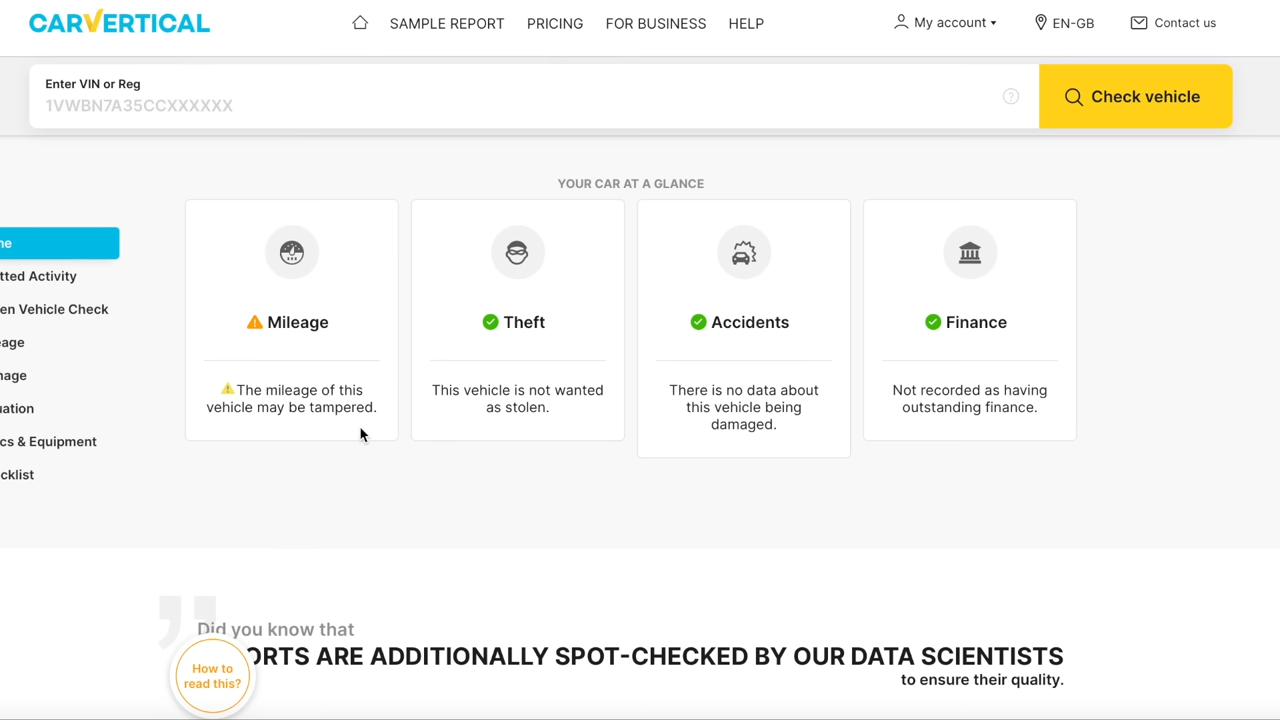 CARVERTICAL
SAMPLE REPORT PRICING FOR BUSINESS HELP
My account EN-GB Contact us
Enter VIN or Reg
1VWBN7A35CCXXXXXX
Check vehicle
YOUR CAR AT A GLANCE
ne
tted Activity
en Vehicle Check
eage
nage
uation
cs & Equipment
cklist
Mileage
The mileage of this
vehicle may be tampered.
Theft
This vehicle is not wanted
as stolen.
Accidents
There is no data about
this vehicle being
damaged.
Finance
Not recorded as having
outstanding finance.
Did you know that
ORTS ARE ADDITIONALLY SPOT-CHECKED BY OUR DATA SCIENTISTS
to ensure their quality.
How to
read this?